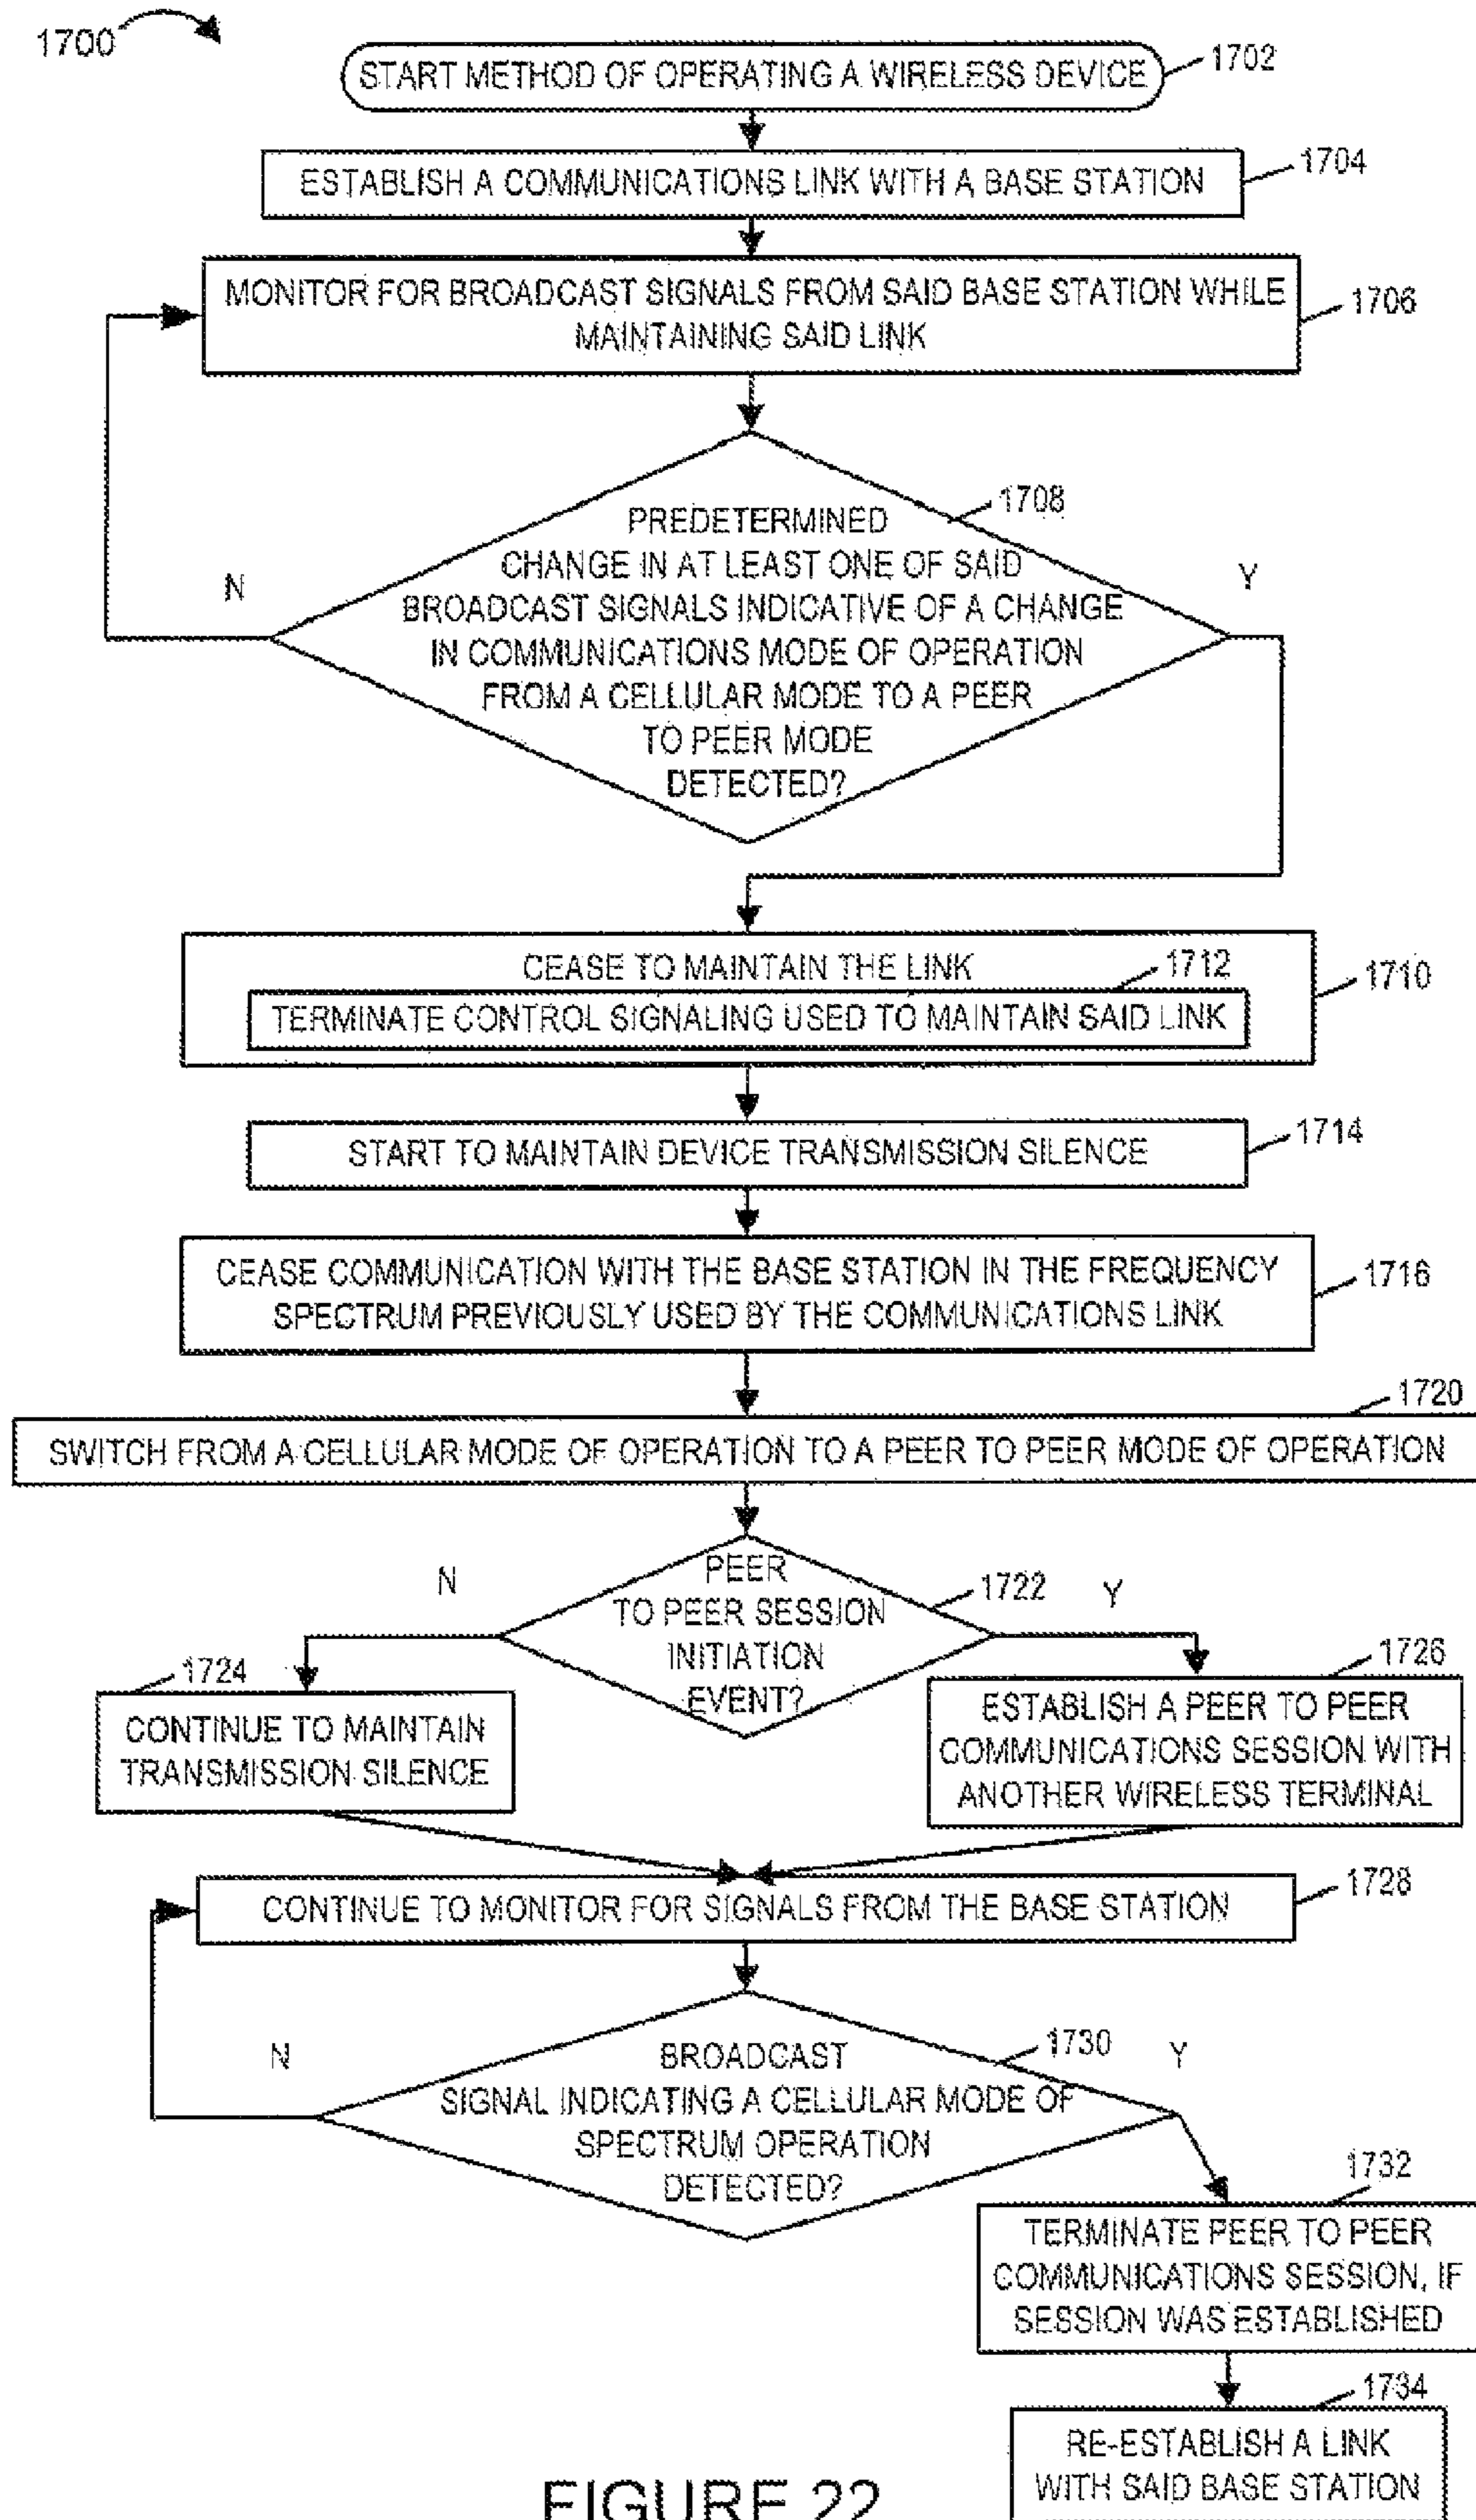 1700
START METHOD OF OPERATING A WIRELESS DEVICE
1702
ESTABLISH A COMMUNICATIONS LINK WITH A BASE STATION
1704
MONITOR FOR BROADCAST SIGNALS FROM SAID BASE STATION WHILE
MAINTAINING SAID LINK
1706
1708
PREDETERMINED
CHANGE IN AT LEAST ONE OF SAID
BROADCAST SIGNALS INDICATIVE OF A CHANGE
IN COMMUNICATIONS MODE OF OPERATION
FROM A CELLULAR MODE TO A PEER
TO PEER MODE
DETECTED?
N
Y
CEASE TO MAINTAIN THE LINK
1712
1710
TERMINATE CONTROL SIGNALING USED TO MAINTAIN SAID LINK
START TO MAINTAIN DEVICE TRANSMISSION SILENCE
1714
CEASE COMMUNICATION WITH THE BASE STATION IN THE FREQUENCY
SPECTRUM PREVIOUSLY USED BY THE COMMUNICATIONS LINK
1716
1720
SWITCH FROM A CELLULAR MODE OF OPERATION TO A PEER TO PEER MODE OF OPERATION
N
PEER
TO PEER SESSION
INITIATION
EVENT?
1722
Y
1724
CONTINUE TO MAINTAIN
TRANSMISSION SILENCE
1726
ESTABLISH A PEER TO PEER
COMMUNICATIONS SESSION WITH
ANOTHER WIRELESS TERMINAL
CONTINUE TO MONITOR FOR SIGNALS FROM THE BASE STATION
1728
N
BROADCAST
SIGNAL INDICATING A CELLULAR MODE OF
SPECTRUM OPERATION
DETECTED?
1730
Y
1732
TERMINATE PEER TO PEER
COMMUNICATIONS SESSION, IF
SESSION WAS ESTABLISHED
1734
RE-ESTABLISH A LINK
WITH SAID BASE STATION
FIGURE 22